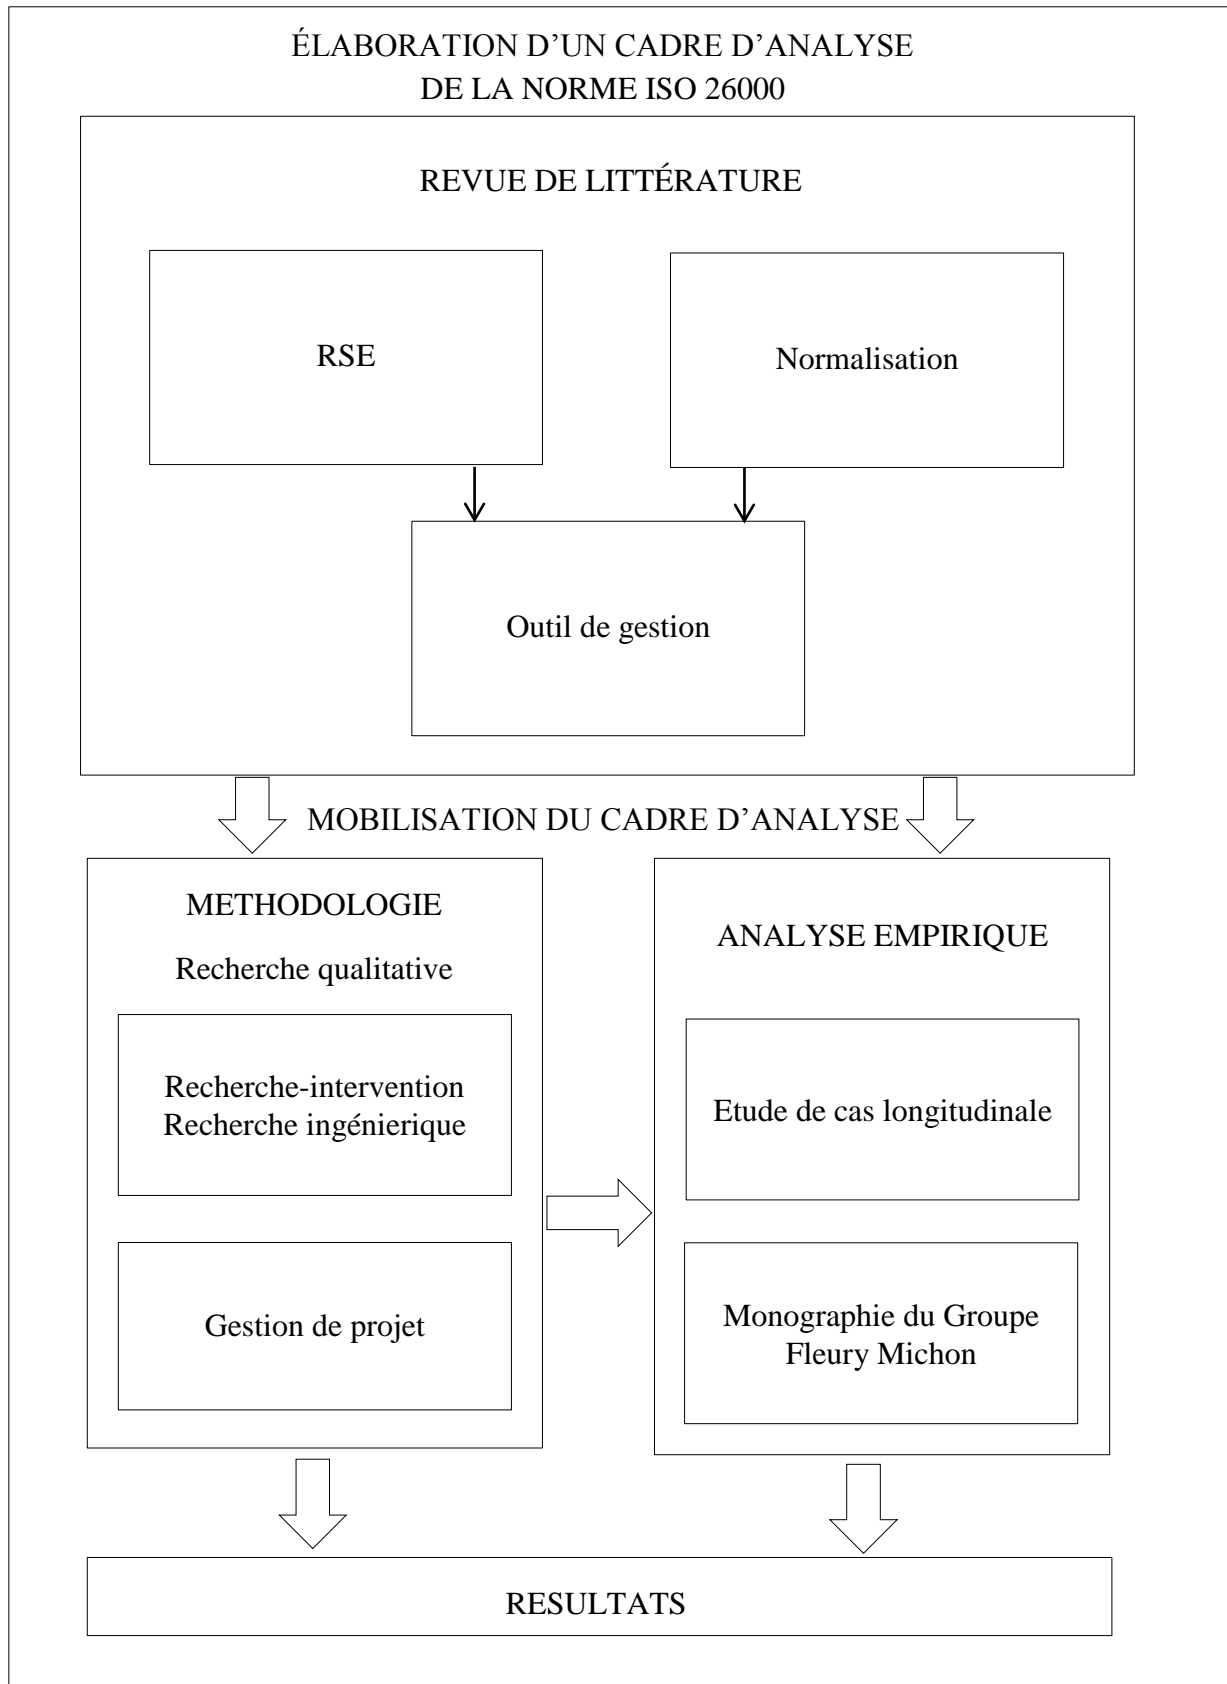 ÉLABORATION D’UN CADRE D’ANALYSE
DE LA NORME ISO 26000
REVUE DE LITTÉRATURE
RSE
Normalisation
Outil de gestion
MOBILISATION DU CADRE D’ANALYSE
METHODOLOGIE
Recherche qualitative
Recherche-intervention
Recherche ingénierique
Gestion de projet
ANALYSE EMPIRIQUE
Etude de cas longitudinale
Monographie du Groupe
Fleury Michon
RESULTATS